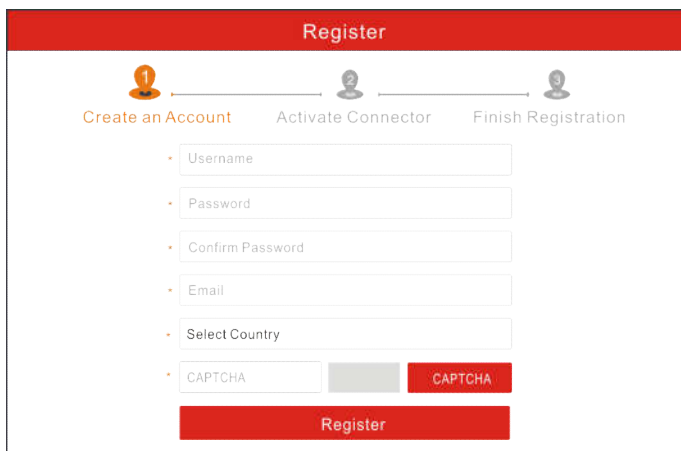 Register
1 2 3
Create an Account Activate Connector Finish Registration
* Username
* Password
* Confirm Password
* Email
* Select Country
* CAPTCHA CAPTCHA
Register